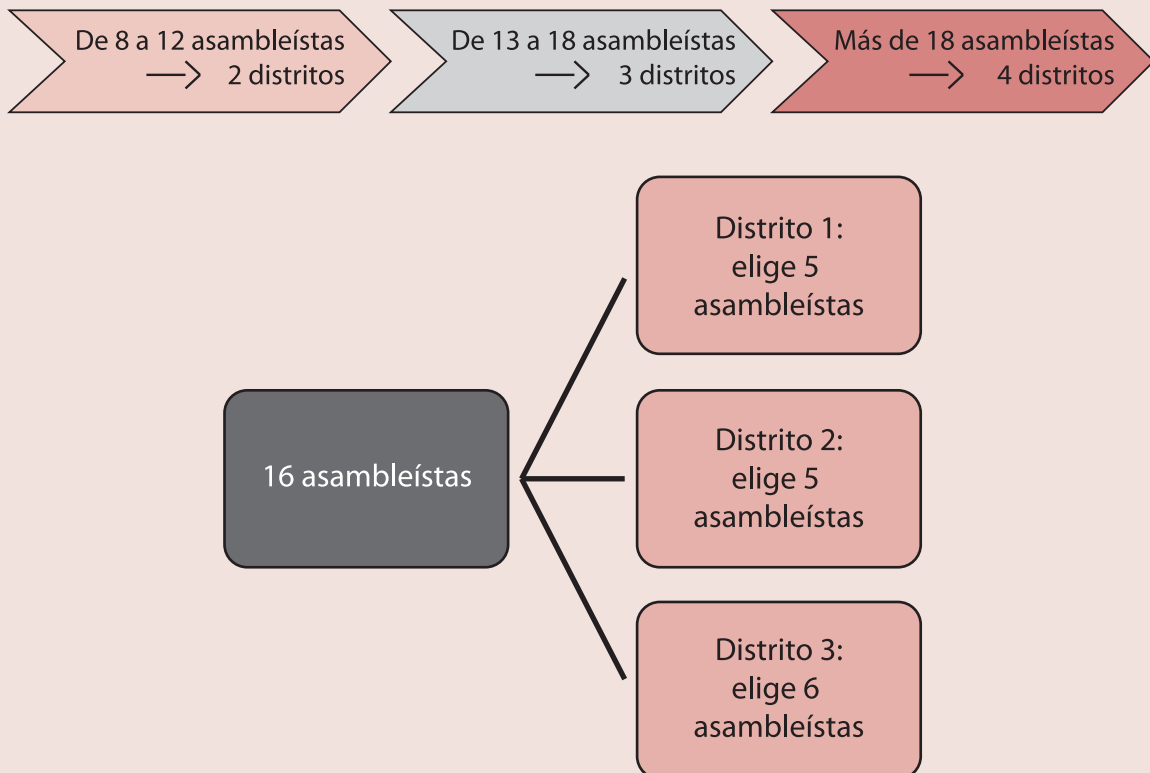 De 8 a 12 asambleístas
→ 2 distritos
De 13 a 18 asambleístas
→ 3 distritos
Más de 18 asambleístas
→ 4 distritos
Distrito 1:
elige 5
asambleístas
16 asambleístas
Distrito 2:
elige 5
asambleístas
Distrito 3:
elige 6
asambleístas